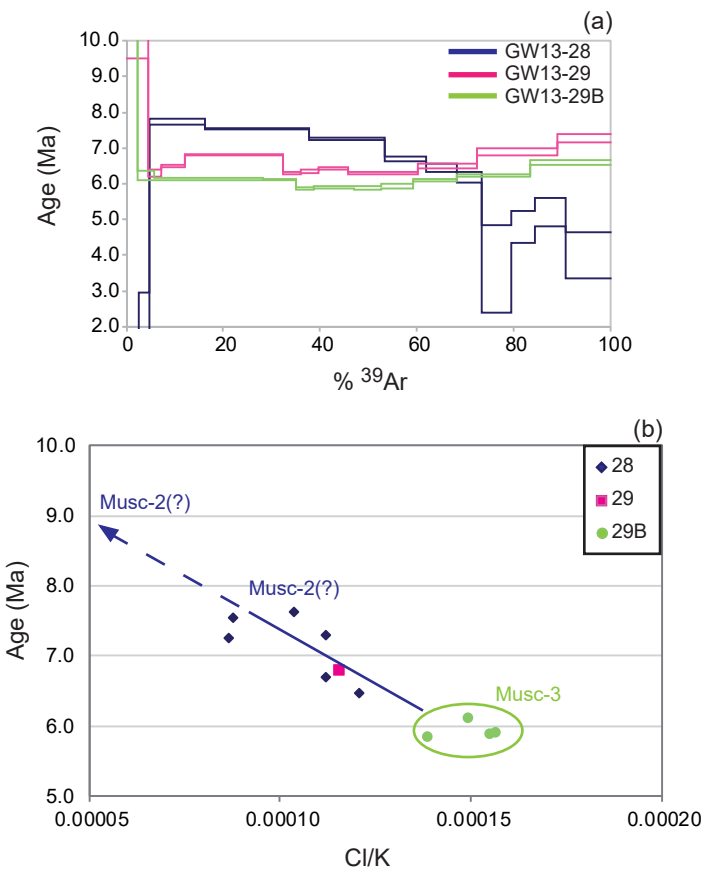 (a)
10.0
9.0
8.0
7.0
6.0
5.0
4.0
3.0
2.0
Age (Ma)
GW13-28
GW13-29
GW13-29B
0 20 40 60 80 100
% ³⁹Ar
(b)
10.0
9.0
8.0
7.0
6.0
5.0
Age (Ma)
28
29
29B
Musc-2(?)
Musc-2(?)
Musc-3
0.00005 0.00010 0.00015 0.00020
Cl/K